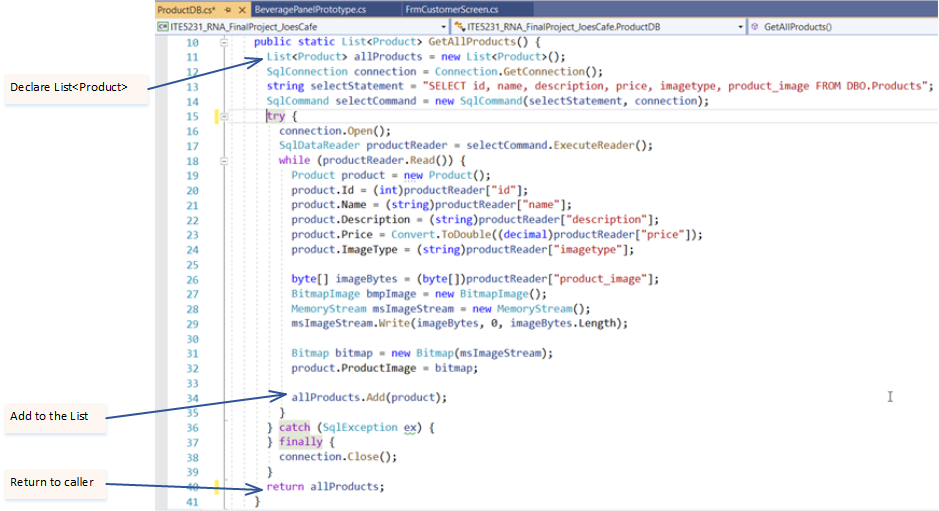 ProductDB.cs* BeveragePanelPrototype.cs FrmCustomerScreen.cs
ITE5231_RNA_FinalProject_JoesCafe ITE5231_RNA_FinalProject_JoesCafe.ProductDB GetAllProducts()
10 public static List<Product> GetAllProducts() {
11 List<Product> allProducts = new List<Product>();
12 SqlConnection connection = Connection.GetConnection();
13 string selectStatement = "SELECT id, name, description, price, imagetype, product_image FROM DBO.Products";
14 SqlCommand selectCommand = new SqlCommand(selectStatement, connection);
15 try {
16 connection.Open();
17 SqlDataReader productReader = selectCommand.ExecuteReader();
18 while (productReader.Read()) {
19 Product product = new Product();
20 product.Id = (int)productReader["id"];
21 product.Name = (string)productReader["name"];
22 product.Description = (string)productReader["description"];
23 product.Price = Convert.ToDouble((decimal)productReader["price"]);
24 product.ImageType = (string)productReader["imagetype"];
25
26 byte[] imageBytes = (byte[])productReader["product_image"];
27 BitmapImage bmpImage = new BitmapImage();
28 MemoryStream msImageStream = new MemoryStream();
29 msImageStream.Write(imageBytes, 0, imageBytes.Length);
30
31 Bitmap bitmap = new Bitmap(msImageStream);
32 product.ProductImage = bitmap;
33
34 allProducts.Add(product);
35 }
36 } catch (SqlException ex) {
37 } finally {
38 connection.Close();
39 }
40 return allProducts;
41 }
Declare List<Product>
Add to the List
Return to caller